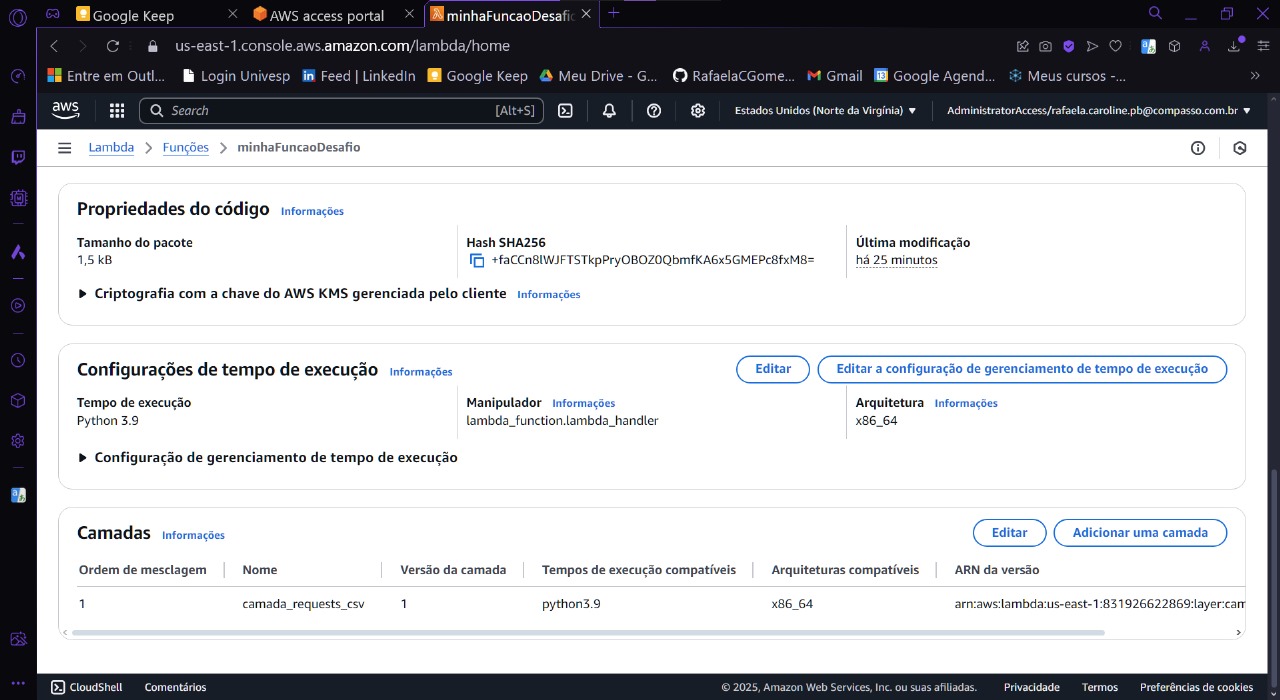 Google Keep
AWS access portal
minhaFuncaoDesafi
us-east-1.console.aws.amazon.com/lambda/home
Entre em Outl...
Login Univesp
Feed | LinkedIn
Google Keep
Meu Drive - G...
RafaelaCGome...
Gmail
Google Agend...
Meus cursos -...
aws
Search
[Alt+S]
Estados Unidos (Norte da Virgínia)
AdministratorAccess/rafaela.caroline.pb@compasso.com.br
Lambda
Funções
minhaFuncaoDesafio
Propriedades do código Informações
Tamanho do pacote
1,5 kB
Hash SHA256
+faCCn8lWJFTSTkpPryOBOZ0QbmfKA6x5GMEPc8fxM8=
Última modificação
há 25 minutos
Criptografia com a chave do AWS KMS gerenciada pelo cliente Informações
Configurações de tempo de execução Informações
Editar
Editar a configuração de gerenciamento de tempo de execução
Tempo de execução
Python 3.9
Manipulador Informações
lambda_function.lambda_handler
Arquitetura Informações
x86_64
Configuração de gerenciamento de tempo de execução
Camadas Informações
Editar
Adicionar uma camada
Ordem de mesclagem Nome Versão da camada Tempos de execução compatíveis Arquiteturas compatíveis ARN da versão
1 camada_requests_csv 1 python3.9 x86_64 arn:aws:lambda:us-east-1:831926622869:layer:cam
CloudShell
Comentários
© 2025, Amazon Web Services, Inc. ou suas afiliadas.
Privacidade
Termos
Preferências de cookies